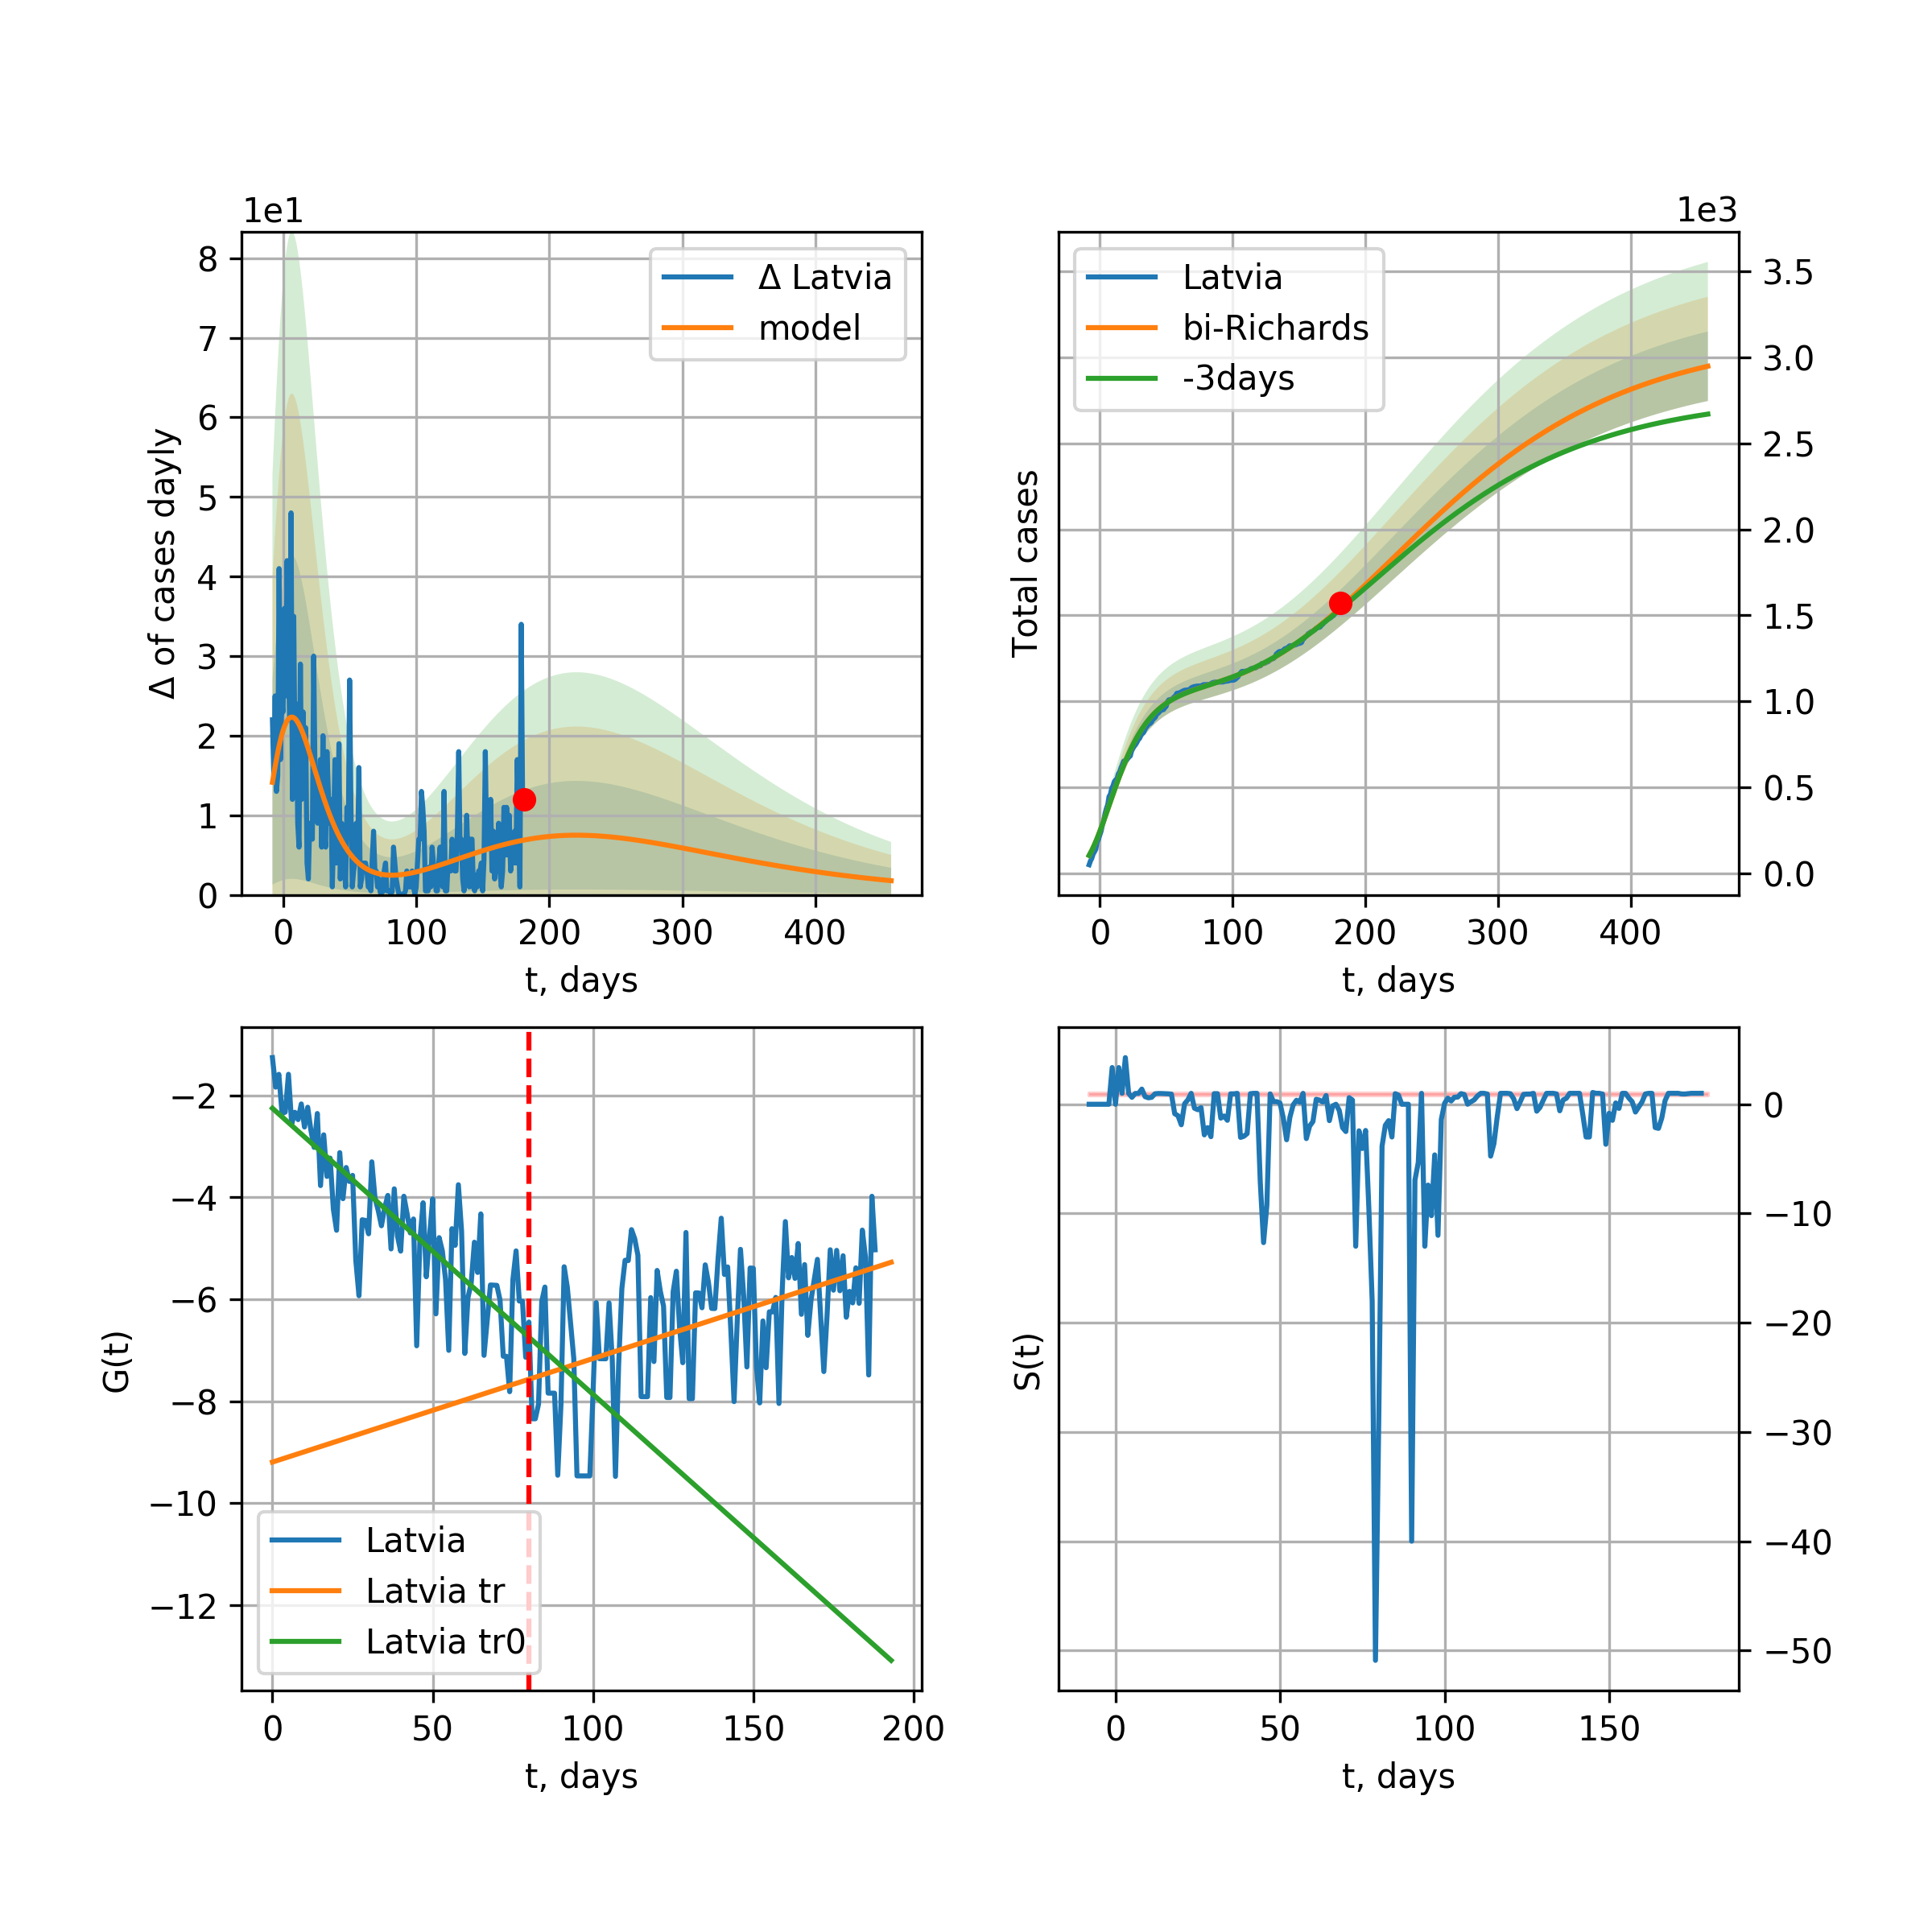 1e1
8
7
6
5
4
3
2
1
0
Δ of cases dayly
Δ Latvia
model
0 100 200 300 400
t, days
1e3
3.5
3.0
2.5
2.0
1.5
1.0
0.5
0.0
Total cases
Latvia
bi-Richards
-3days
0 100 200 300 400
t, days
−2
−4
−6
−8
−10
−12
G(t)
Latvia
Latvia tr
Latvia tr0
0 50 100 150 200
t, days
0
−10
−20
−30
−40
−50
S(t)
0 50 100 150
t, days